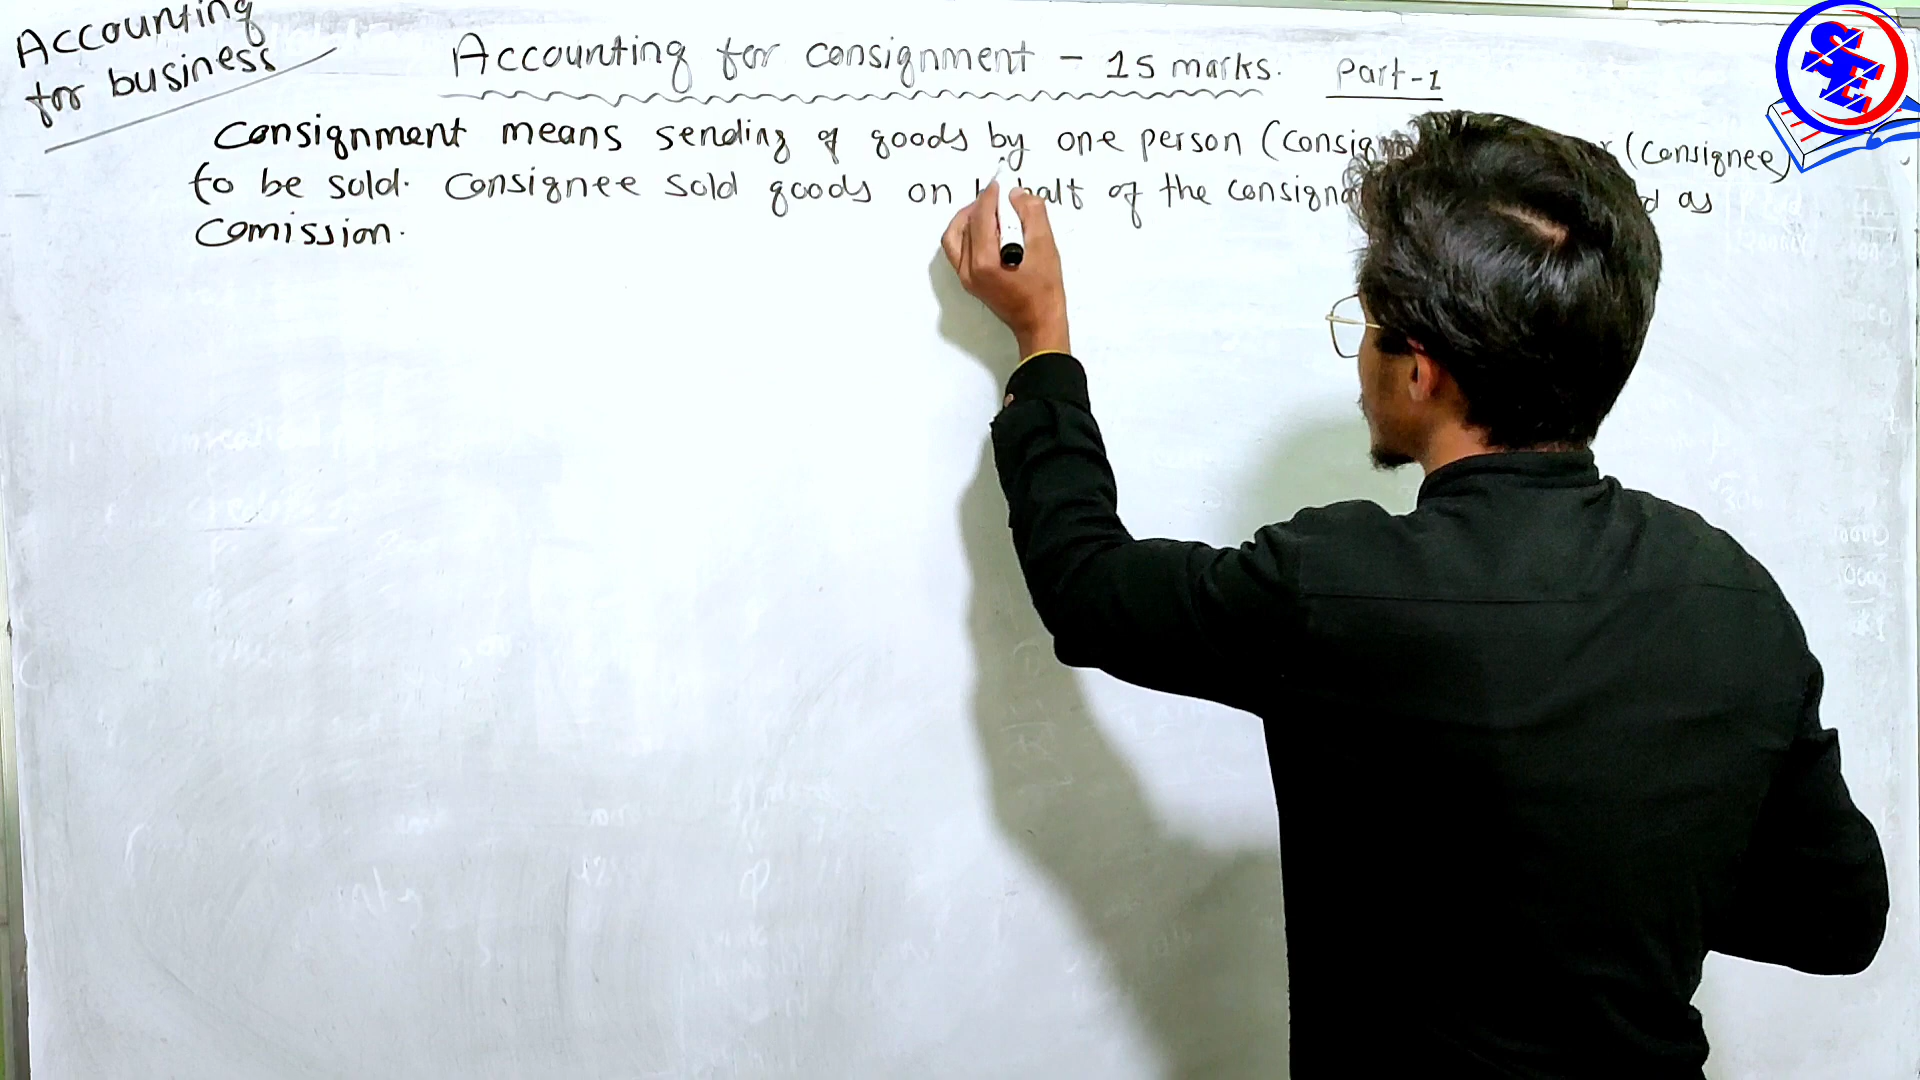 Accounting
for business
Accounting for consignment - 15 marks. Part-1
Consignment means sending of goods by one person (Consig (Consignee)
to be sold. Consignee sold goods on of the consigno as
Comission.